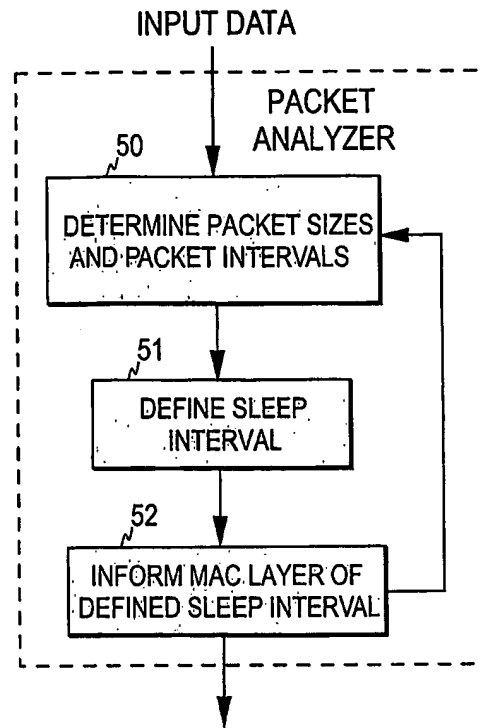 INPUT DATA
PACKET
ANALYZER
50
DETERMINE PACKET SIZES
AND PACKET INTERVALS
51
DEFINE SLEEP
INTERVAL
52
INFORM MAC LAYER OF
DEFINED SLEEP INTERVAL